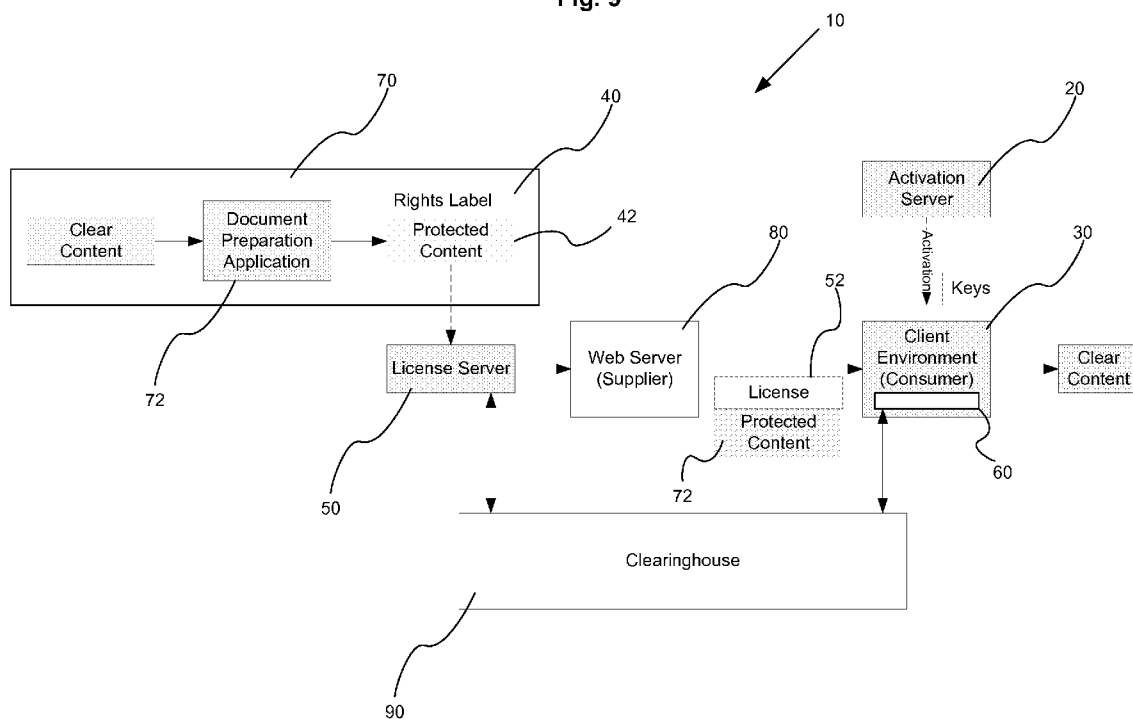 10
70
40
20
Rights Label
Activation
Server
Clear
Content
Document
Preparation
Application
Protected
Content
42
80
Activation
30
Keys
52
72
License Server
Web Server
(Supplier)
Client
Environment
(Consumer)
Clear
Content
License
Protected
Content
50
72
60
Clearinghouse
90